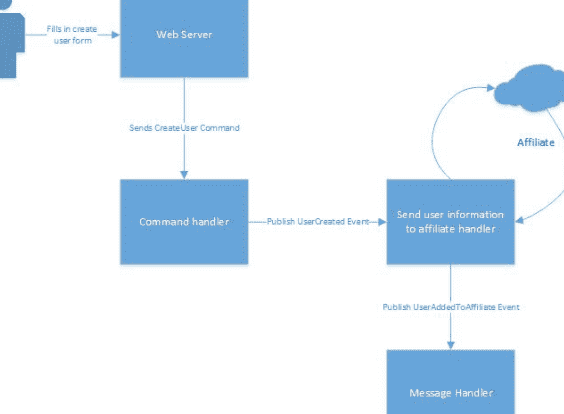 Fills in create
user form
Web Server
Sends CreateUser Command
Affiliate
Command handler
Publish UserCreated Event
Send user information
to affiliate handler
Publish UserAddedToAffiliate Event
Message Handler